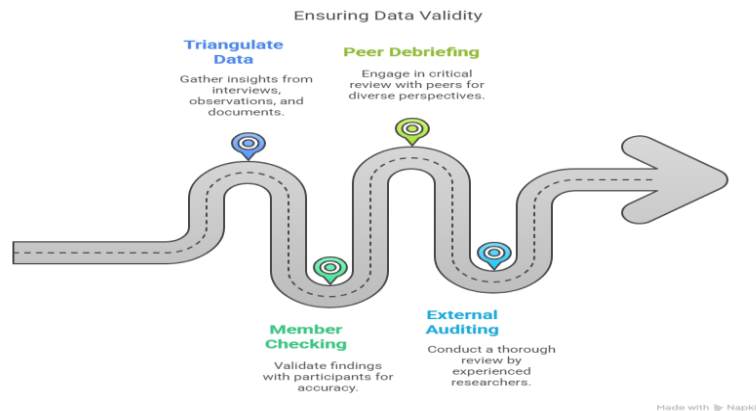 Ensuring Data Validity
Triangulate
Data
Gather insights from
interviews,
observations, and
documents.
Peer Debriefing
Engage in critical
review with peers for
diverse perspectives.
Member
Checking
Validate findings
with participants for
accuracy.
External
Auditing
Conduct a thorough
review by
experienced
researchers.
Made with Napki